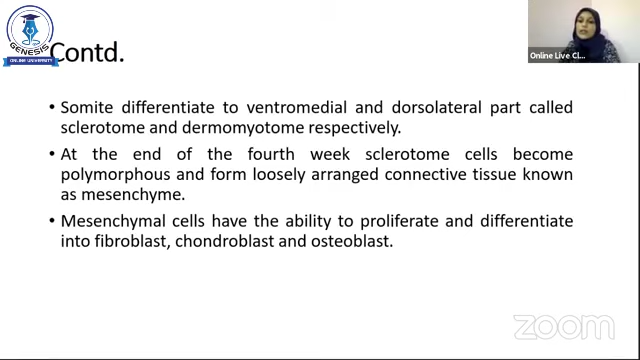 GENESIS
ONLINE UNIVERSITY
Contd.
Online Live Cl...
• Somite differentiate to ventromedial and dorsolateral part called
sclerotome and dermomyotome respectively.
• At the end of the fourth week sclerotome cells become
polymorphous and form loosely arranged connective tissue known
as mesenchyme.
• Mesenchymal cells have the ability to proliferate and differentiate
into fibroblast, chondroblast and osteoblast.
zoom